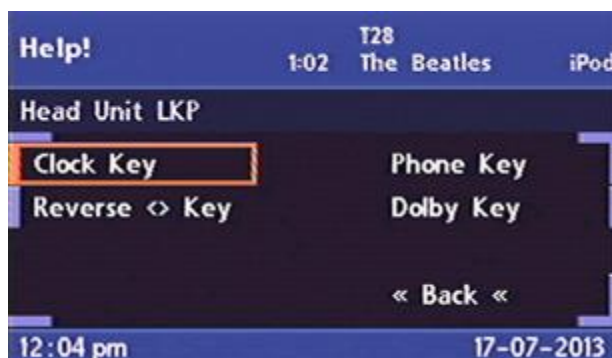 Help!
T28
1:02 The Beatles iPod
Head Unit LKP
Clock Key Phone Key
Reverse <> Key Dolby Key
« Back «
12:04 pm 17-07-2013